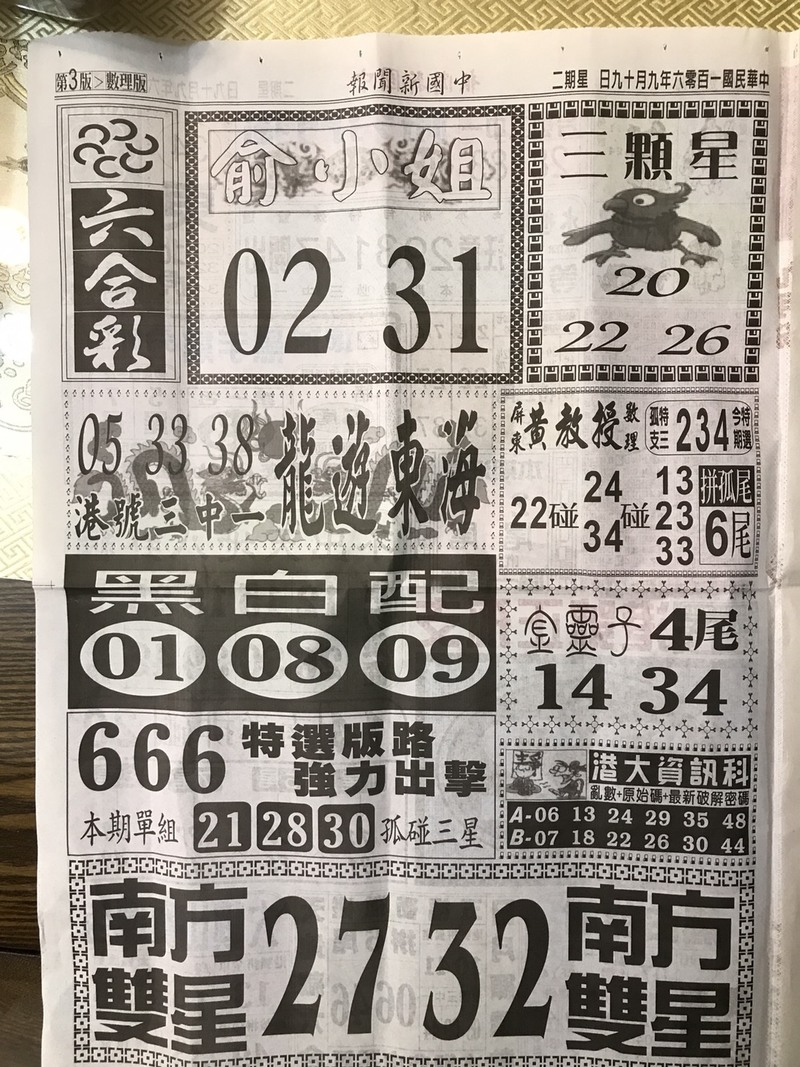 第3版>數理版
報聞新國中
二期星 日九十月九年六零百一國民華中
六合彩
俞小姐
02 31
三顆星
20
22 26
05 33 38
港號三中一
龍遊東海
屏東黃教授數理
孤支特三 234 今期特選
22碰
24
34
碰
13
23
33
拼孤尾
6尾
黑白配
01 08 09
金靈子 4尾
14 34
666 特選版路
強力出擊
本期單組 21 28 30 孤碰三星
港大資訊科
亂數+原始碼+最新破解密碼
A-06 13 24 29 35 48
B-07 18 22 26 30 44
南方雙星
27 32
南方雙星